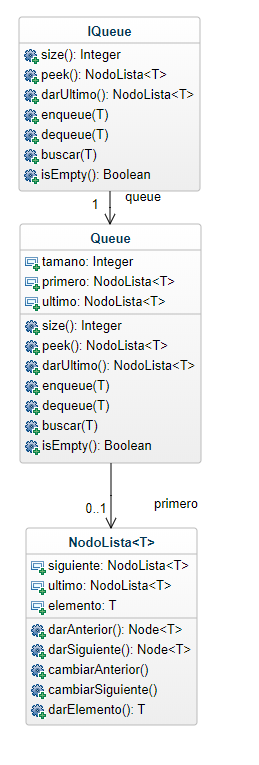 IQueue
size(): Integer
peek(): NodoLista<T>
darUltimo(): NodoLista<T>
enqueue(T)
dequeue(T)
buscar(T)
isEmpty(): Boolean
1
queue
Queue
tamano: Integer
primero: NodoLista<T>
ultimo: NodoLista<T>
size(): Integer
peek(): NodoLista<T>
darUltimo(): NodoLista<T>
enqueue(T)
dequeue(T)
buscar(T)
isEmpty(): Boolean
0..1
primero
NodoLista<T>
siguiente: NodoLista<T>
ultimo: NodoLista<T>
elemento: T
darAnterior(): Node<T>
darSiguiente(): Node<T>
cambiarAnterior()
cambiarSiguiente()
darElemento(): T